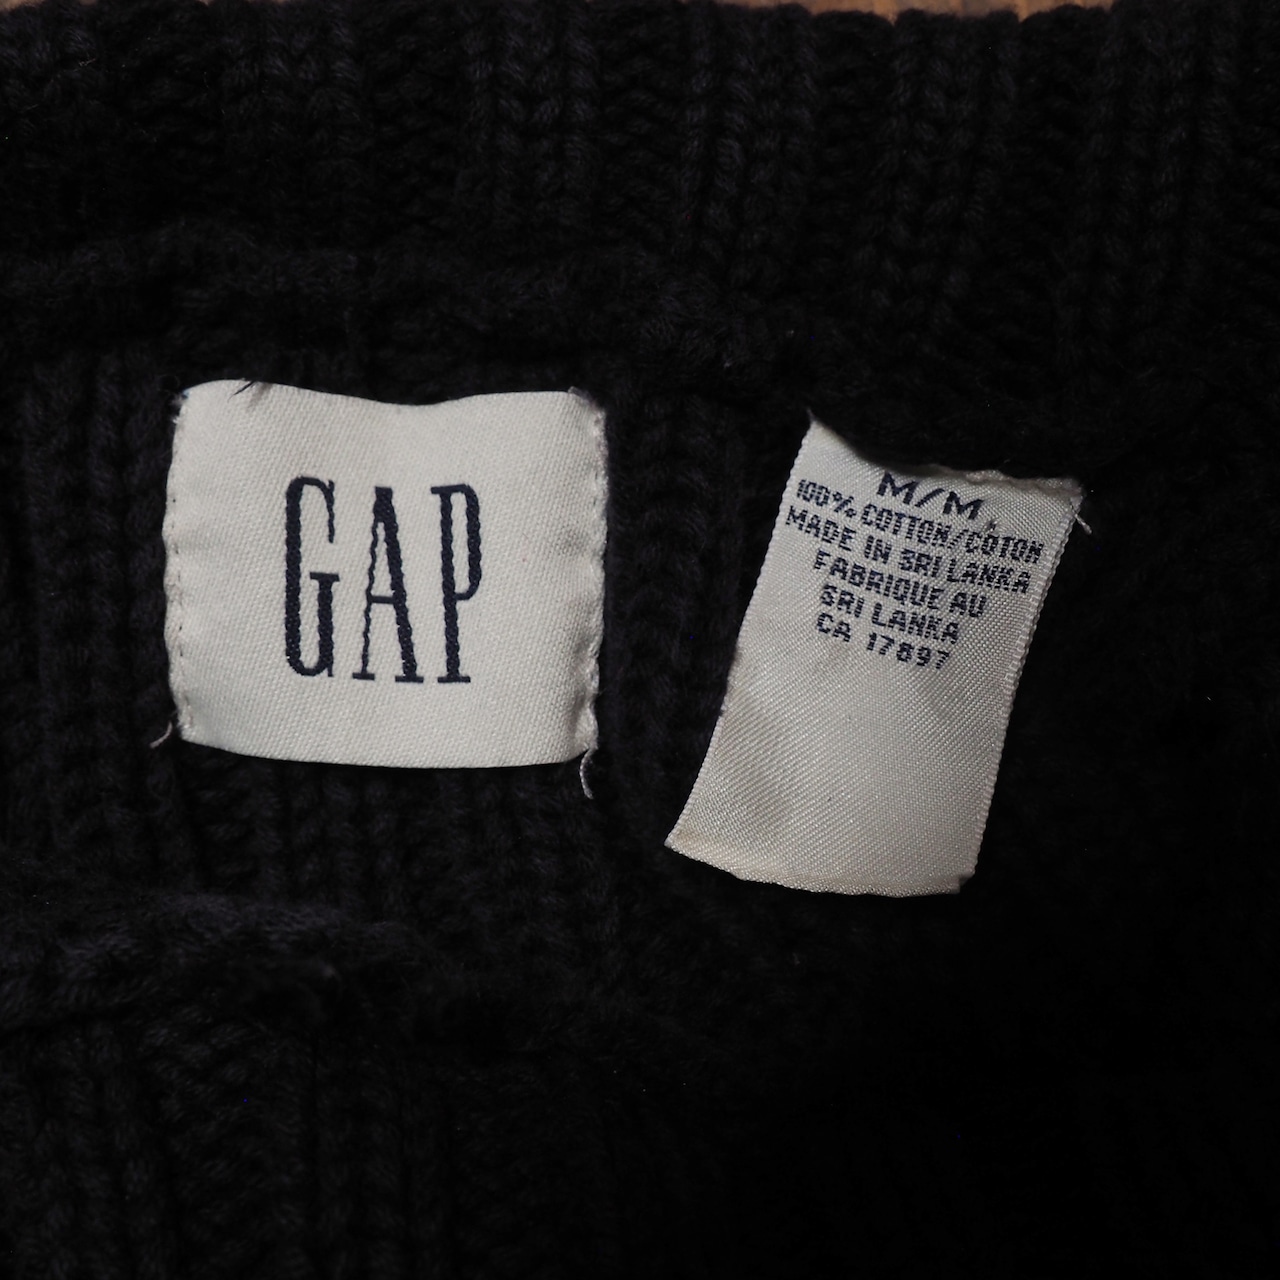 GAP
M/M
100% COTTON/COTON
MADE IN SRI LANKA
FABRIQUE AU
SRI LANKA
CA 17897